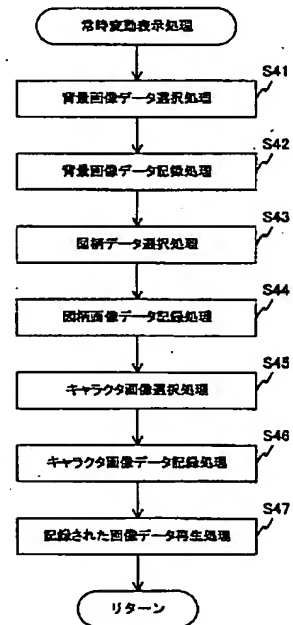 常時変動表示処理
S41
背景画像データ選択処理
S42
背景画像データ記録処理
S43
図柄データ選択処理
S44
図柄画像データ記録処理
S45
キャラクタ画像選択処理
S46
キャラクタ画像データ記録処理
S47
記録された画像データ再生処理
リターン